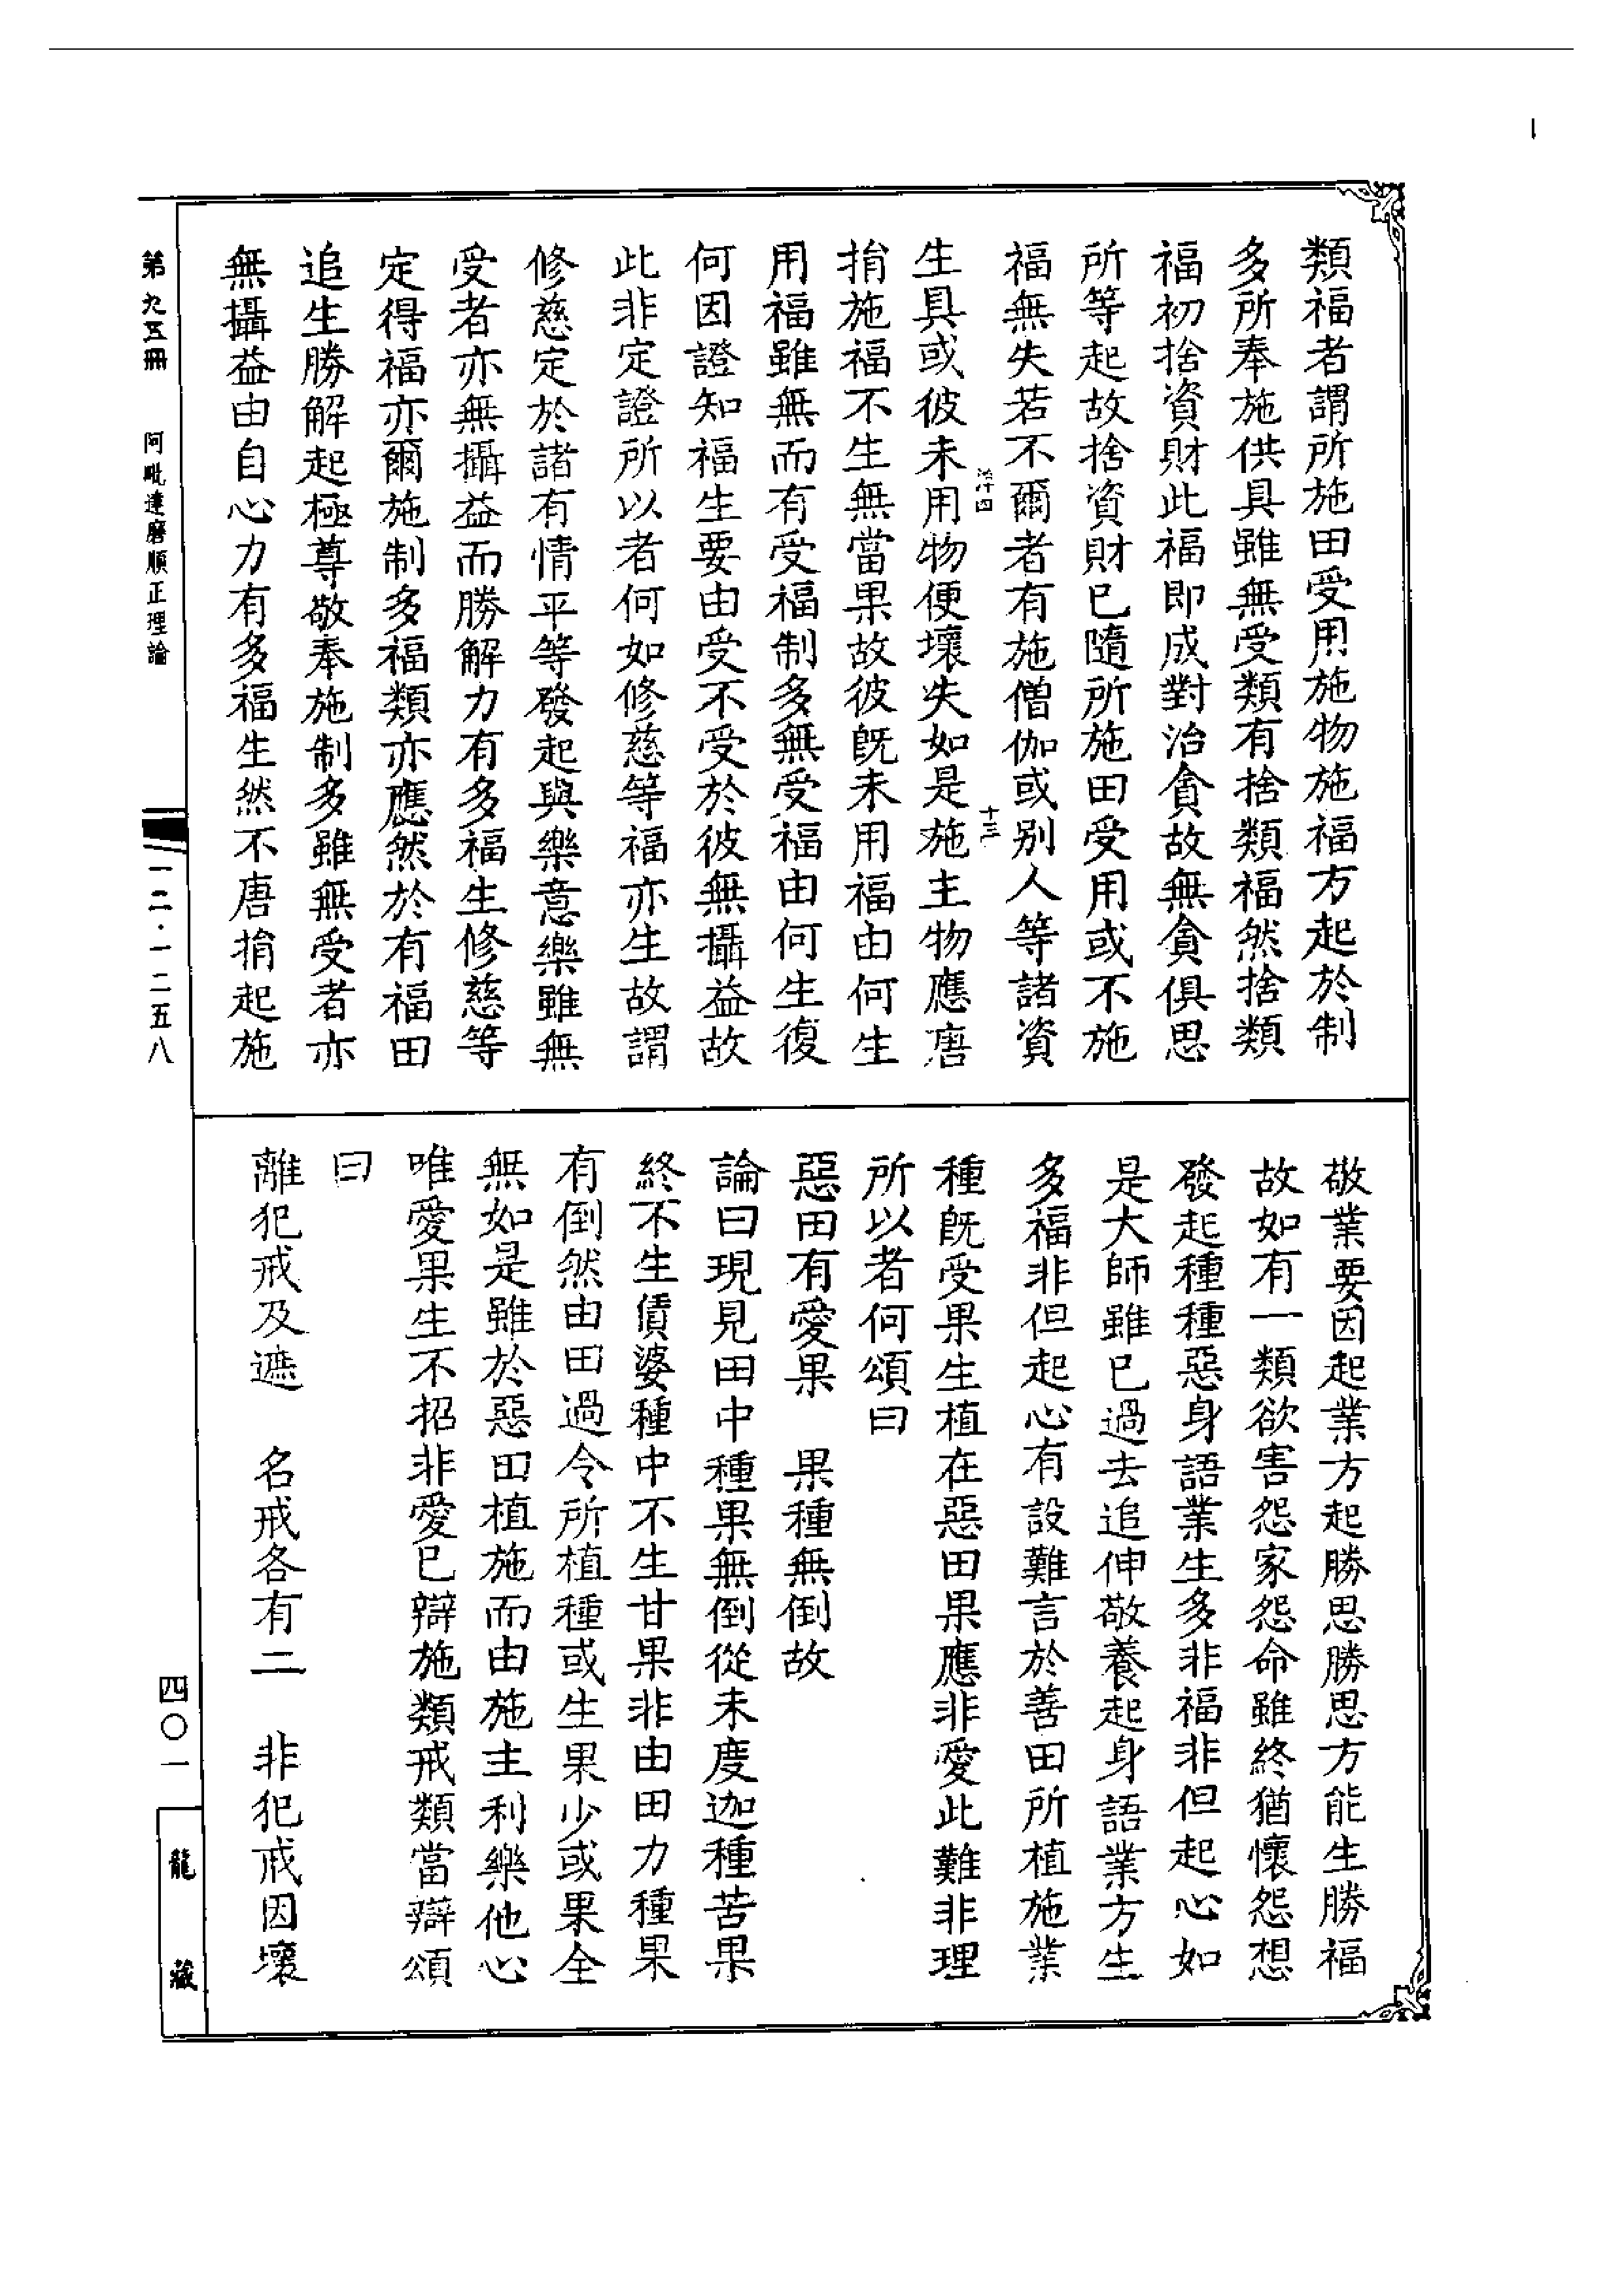 類福者謂所施田受用施物施福方起於制
多所奉施供具雖無受類有捨類福然捨類
福初捨資財此福即成對治貪故無貪俱思
所等起故捨資財已隨所施田受用或不施
福無失若不爾者有施僧伽或别人等諸資
十三
生具或彼未用物便壞失如是施主物應唐
捐施福不生無當果故彼旣未用福由何生
用福雖無而有受福制多無受福由何生復
何因證知福生要由受不受於彼無攝益故
此非定證所以者何如修慈等福亦生故謂
修慈定於諸有情平等發起與樂意樂雖無
受者亦無攝益而勝解力有多福生修慈等
定得福亦爾施制多福類亦應然於有福田
追生勝解起極尊敬奉施制多雖無受者亦
無攝益由自心力有多福生然不唐捐起施
敬業要因起業方起勝思勝思方能生勝福
故如有一類欲害怨家怨命雖終猶懷怨想
發起種種惡身語業生多非福非但起心如
是大師雖已過去追伸敬養起身語業方生
多福非但起心有設難言於善田所植施業
種旣受果生植在惡田果應非愛此難非理
所以者何頌曰
惡田有愛果　果種無倒故
論曰現見田中種果無倒從末度迦種苦果
終不生賃婆種中不生甘果非由田力種果
有倒然由田過令所植種或生果少或果全
無如是雖於惡田植施而由施主利樂他心
唯愛果生不招非愛已辯施類戒類當辯頌
曰
離犯戒及遮　名戒各有二　非犯戒因壞
第九五冊　阿毗達磨順正理論
一二·一二五八
四〇一
龍藏